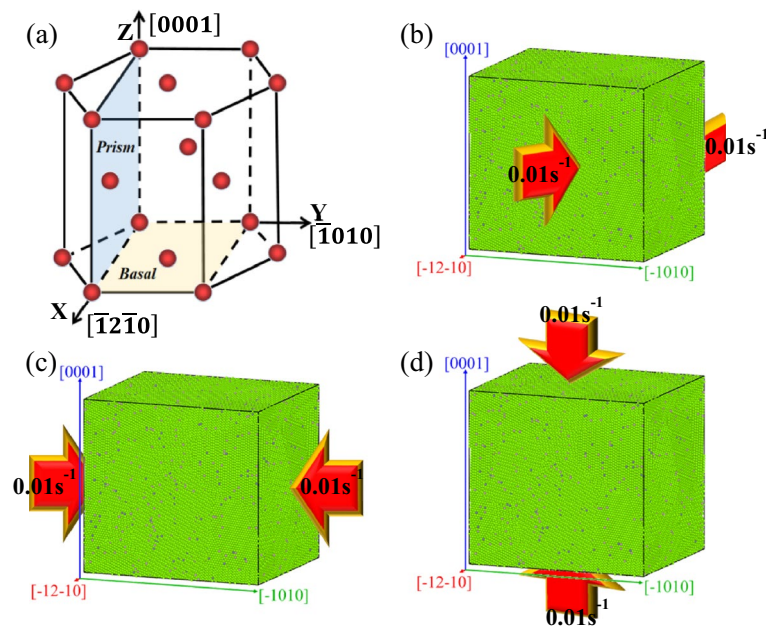 (a)
Z [0001]
Prism
Y
[1̅010]
Basal
X
[1̅21̅0]
(b)
[0001]
0.01s⁻¹
0.01s⁻¹
[-12-10]
[-1010]
(c)
[0001]
0.01s⁻¹
0.01s⁻¹
[-12-10]
[-1010]
(d)
0.01s⁻¹
[0001]
[-12-10]
[-1010]
0.01s⁻¹